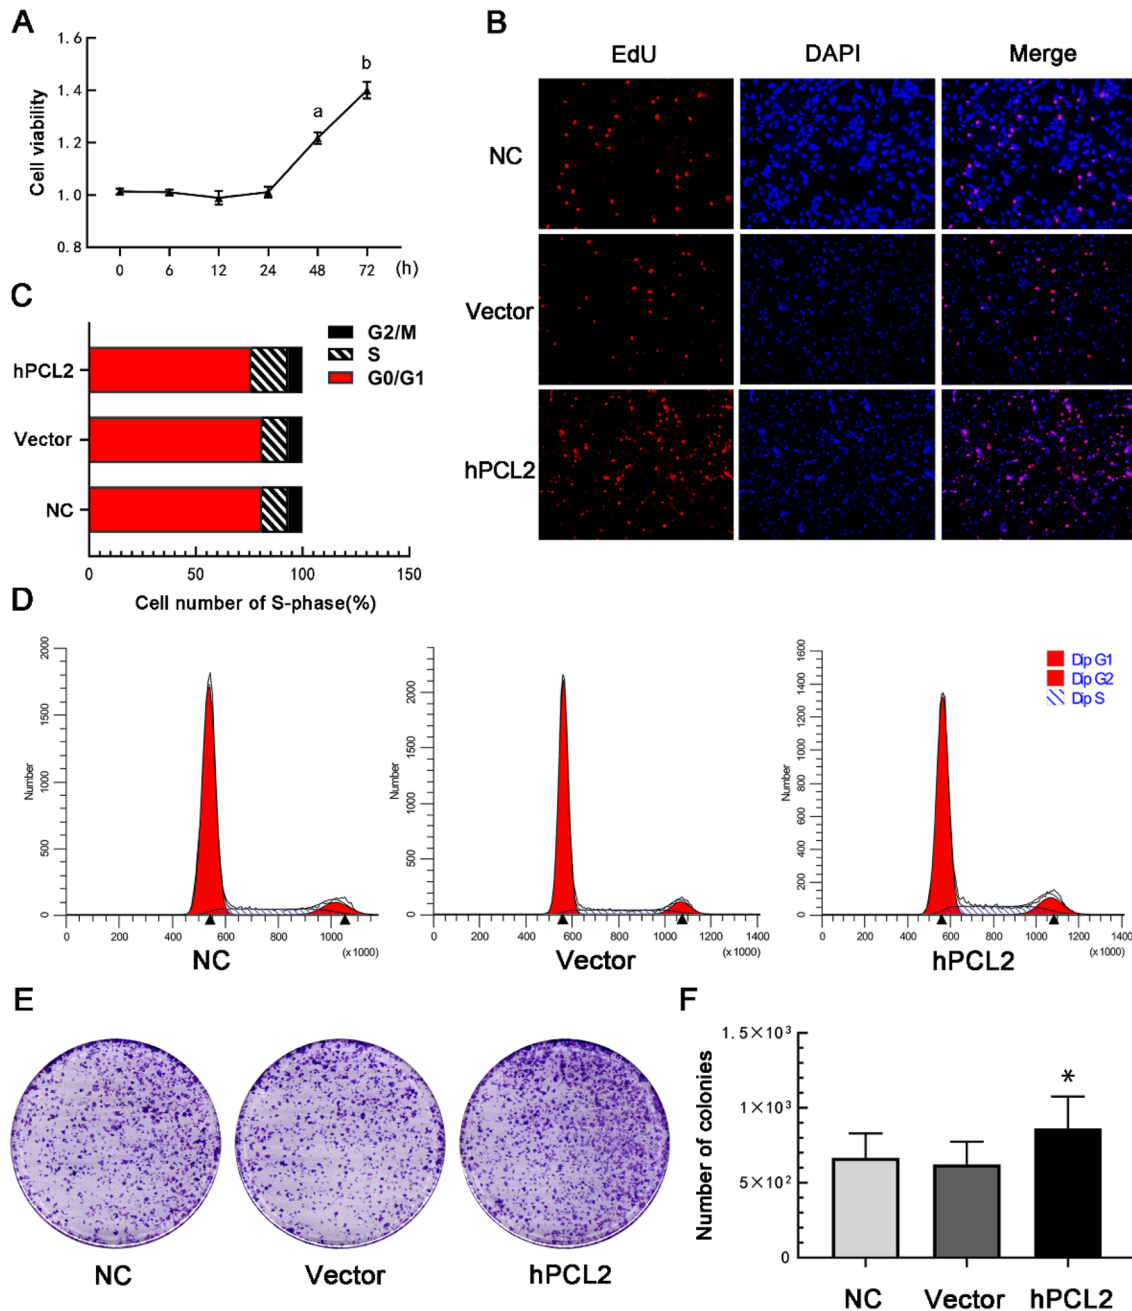 A
Cell viability
1.6
1.4
1.2
1.0
0.8
a
b
0 6 12 24 48 72 (h)
B
EdU DAPI Merge
NC
Vector
hPCL2
C
hPCL2
Vector
NC
G2/M
S
G0/G1
0 50 100 150
Cell number of S-phase(%)
D
Number
2000
1500
1000
500
0
0 200 400 600 800 1000
(x1000)
NC
Number
2000
1500
1000
500
0
0 200 400 600 800 1000 1200 1400
(x1000)
Vector
Number
1600
1400
1200
1000
800
600
400
200
0
0 200 400 600 800 1000 1200 1400
(x1000)
hPCL2
Dip G1
Dip G2
Dip S
E
NC Vector hPCL2
F
Number of colonies
1.5×10³
1×10³
5×10²
0
*
NC Vector hPCL2